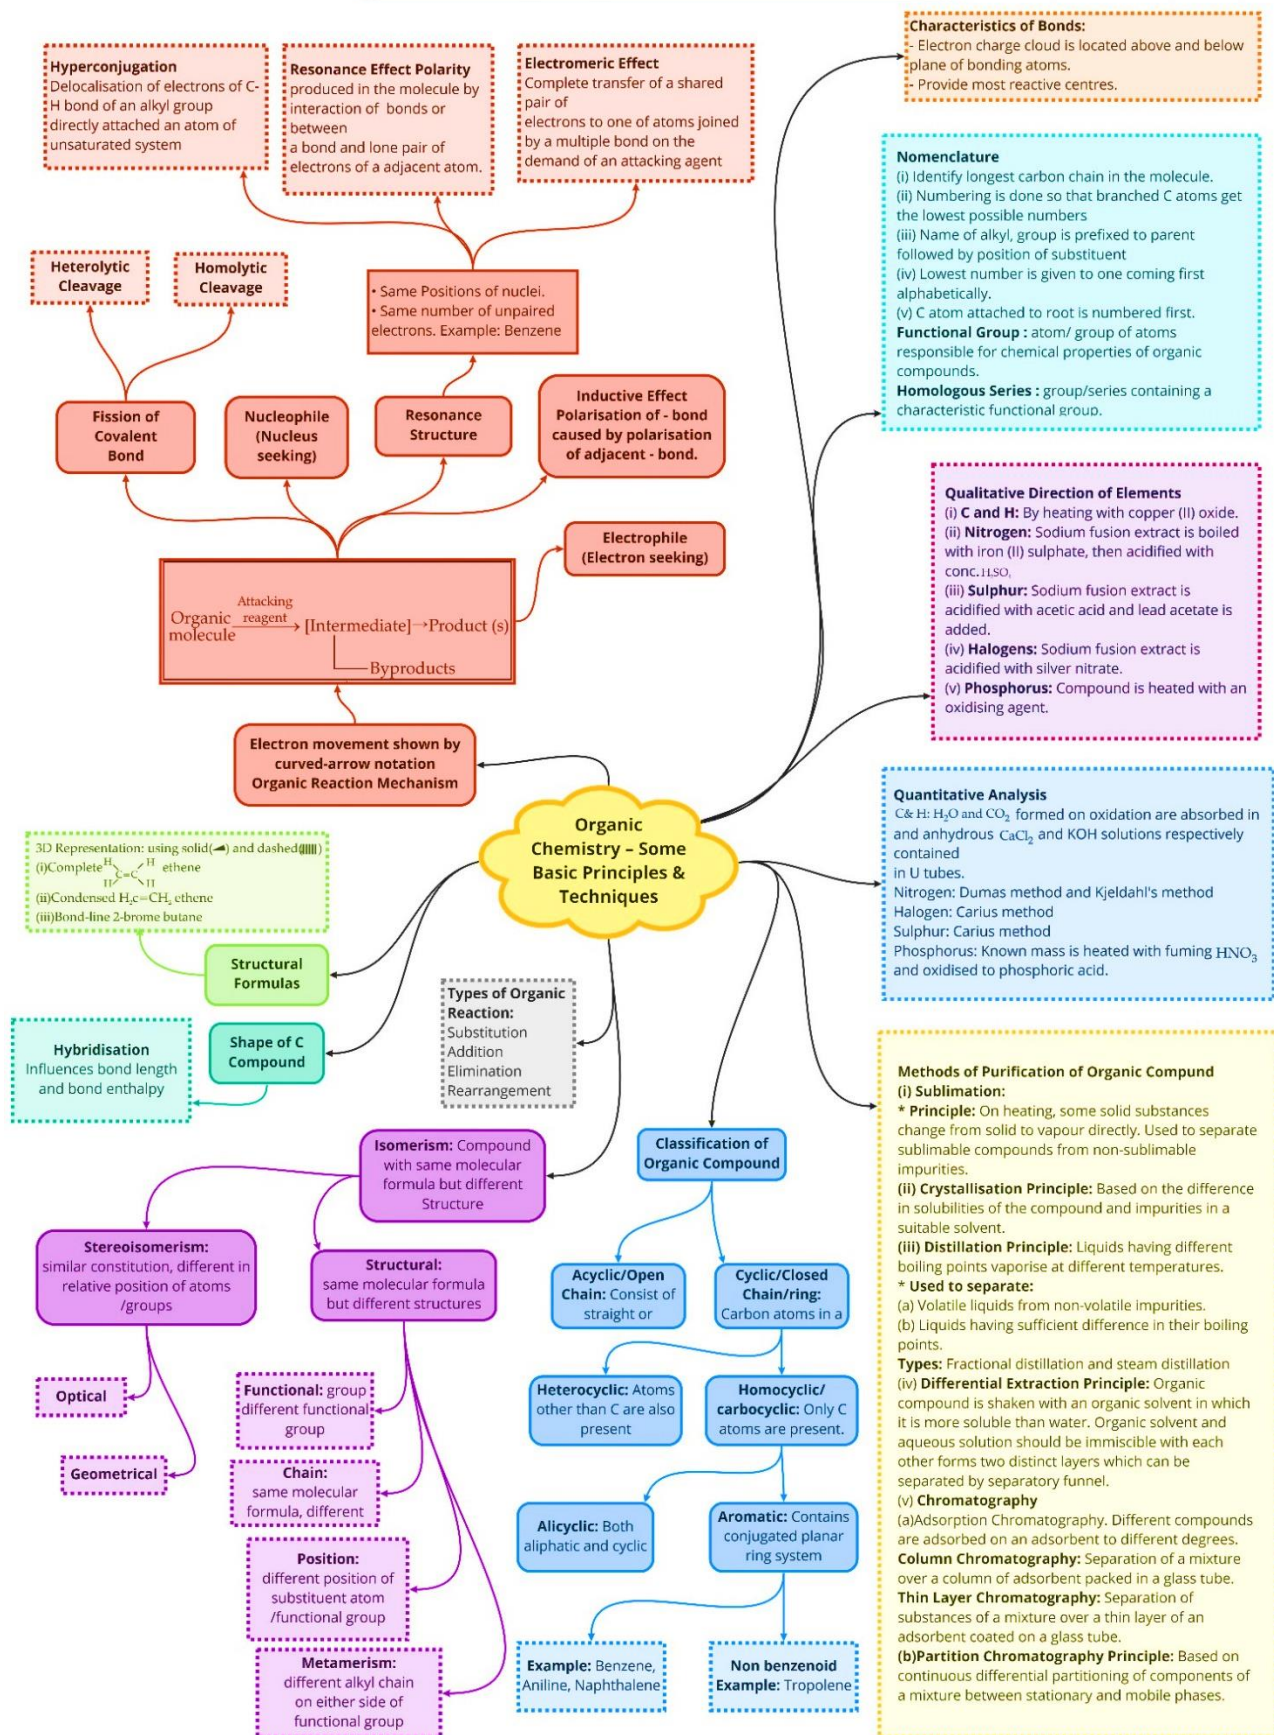 Characteristics of Bonds:
- Electron charge cloud is located above and below
plane of bonding atoms.
- Provide most reactive centres.
Hyperconjugation
Delocalisation of electrons of C-
H bond of an alkyl group
directly attached an atom of
unsaturated system
Resonance Effect Polarity
produced in the molecule by
interaction of bonds or
between
a bond and lone pair of
electrons of a adjacent atom.
Electromeric Effect
Complete transfer of a shared
pair of
electrons to one of atoms joined
by a multiple bond on the
demand of an attacking agent
Nomenclature
(i) Identify longest carbon chain in the molecule.
(ii) Numbering is done so that branched C atoms get
the lowest possible numbers
(iii) Name of alkyl, group is prefixed to parent
followed by position of substituent
(iv) Lowest number is given to one coming first
alphabetically.
(v) C atom attached to root is numbered first.
Functional Group : atom/ group of atoms
responsible for chemical properties of organic
compounds.
Homologous Series : group/series containing a
characteristic functional group.
Heterolytic
Cleavage
Homolytic
Cleavage
• Same Positions of nuclei.
• Same number of unpaired
electrons. Example: Benzene
Fission of
Covalent
Bond
Nucleophile
(Nucleus
seeking)
Resonance
Structure
Inductive Effect
Polarisation of - bond
caused by polarisation
of adjacent - bond.
Electrophile
(Electron seeking)
Organic
molecule
Attacking
reagent
[Intermediate]→Product (s)
Byproducts
Electron movement shown by
curved-arrow notation
Organic Reaction Mechanism
Qualitative Direction of Elements
(i) C and H: By heating with copper (II) oxide.
(ii) Nitrogen: Sodium fusion extract is boiled
with iron (II) sulphate, then acidified with
conc. H₂SO₄
(iii) Sulphur: Sodium fusion extract is
acidified with acetic acid and lead acetate is
added.
(iv) Halogens: Sodium fusion extract is
acidified with silver nitrate.
(v) Phosphorus: Compound is heated with an
oxidising agent.
Organic
Chemistry – Some
Basic Principles &
Techniques
Quantitative Analysis
C& H: H₂O and CO₂ formed on oxidation are absorbed in
and anhydrous CaCl₂ and KOH solutions respectively
contained
in U tubes.
Nitrogen: Dumas method and Kjeldahl's method
Halogen: Carius method
Sulphur: Carius method
Phosphorus: Known mass is heated with fuming HNO₃
and oxidised to phosphoric acid.
3D Representation: using solid( ) and dashed( )
(i)Complete H H C=C H H ethene
(ii)Condensed H₂c=CH₂ ethene
(iii)Bond-line 2-brome butane
Structural
Formulas
Shape of C
Compound
Hybridisation
Influences bond length
and bond enthalpy
Types of Organic
Reaction:
Substitution
Addition
Elimination
Rearrangement
Isomerism: Compound
with same molecular
formula but different
Structure
Stereoisomerism:
similar constitution, different in
relative position of atoms
/groups
Optical
Geometrical
Structural:
same molecular formula
but different structures
Functional: group
different functional
group
Chain:
same molecular
formula, different
Position:
different position of
substituent atom
/functional group
Metamerism:
different alkyl chain
on either side of
functional group
Classification of
Organic Compound
Acyclic/Open
Chain: Consist of
straight or
Cyclic/Closed
Chain/ring:
Carbon atoms in a
Heterocyclic: Atoms
other than C are also
present
Homocyclic/
carbocyclic: Only C
atoms are present.
Alicyclic: Both
aliphatic and cyclic
Aromatic: Contains
conjugated planar
ring system
Example: Benzene,
Aniline, Naphthalene
Non benzenoid
Example: Tropolene
Methods of Purification of Organic Compund
(i) Sublimation:
* Principle: On heating, some solid substances
change from solid to vapour directly. Used to separate
sublimable compounds from non-sublimable
impurities.
(ii) Crystallisation Principle: Based on the difference
in solubilities of the compound and impurities in a
suitable solvent.
(iii) Distillation Principle: Liquids having different
boiling points vaporise at different temperatures.
* Used to separate:
(a) Volatile liquids from non-volatile impurities.
(b) Liquids having sufficient difference in their boiling
points.
Types: Fractional distillation and steam distillation
(iv) Differential Extraction Principle: Organic
compound is shaken with an organic solvent in which
it is more soluble than water. Organic solvent and
aqueous solution should be immiscible with each
other forms two distinct layers which can be
separated by separatory funnel.
(v) Chromatography
(a)Adsorption Chromatography. Different compounds
are adsorbed on an adsorbent to different degrees.
Column Chromatography: Separation of a mixture
over a column of adsorbent packed in a glass tube.
Thin Layer Chromatography: Separation of
substances of a mixture over a thin layer of an
adsorbent coated on a glass tube.
(b)Partition Chromatography Principle: Based on
continuous differential partitioning of components of
a mixture between stationary and mobile phases.